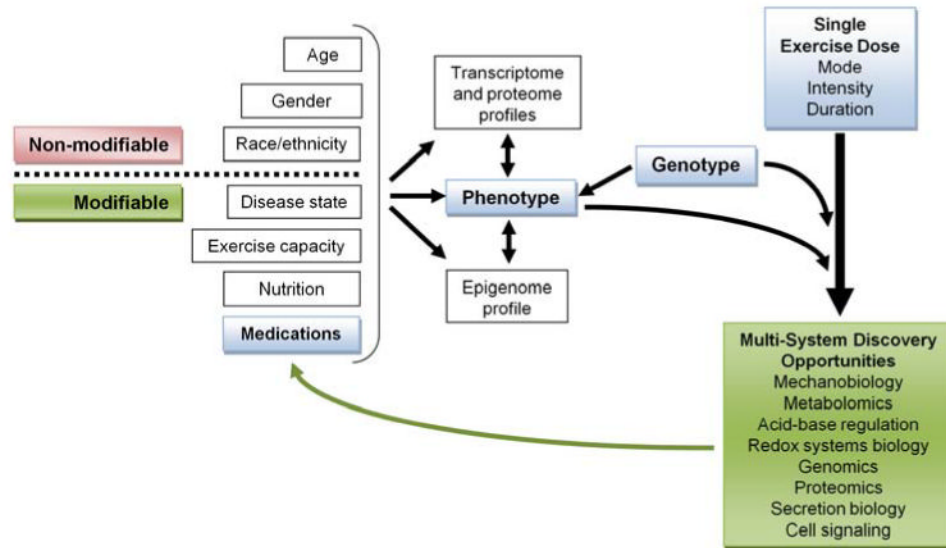 Age
Gender
Race/ethnicity
Non-modifiable
Modifiable
Disease state
Exercise capacity
Nutrition
Medications
Transcriptome
and proteome
profiles
Phenotype
Epigenome
profile
Genotype
Single
Exercise Dose
Mode
Intensity
Duration
Multi-System Discovery
Opportunities
Mechanobiology
Metabolomics
Acid-base regulation
Redox systems biology
Genomics
Proteomics
Secretion biology
Cell signaling